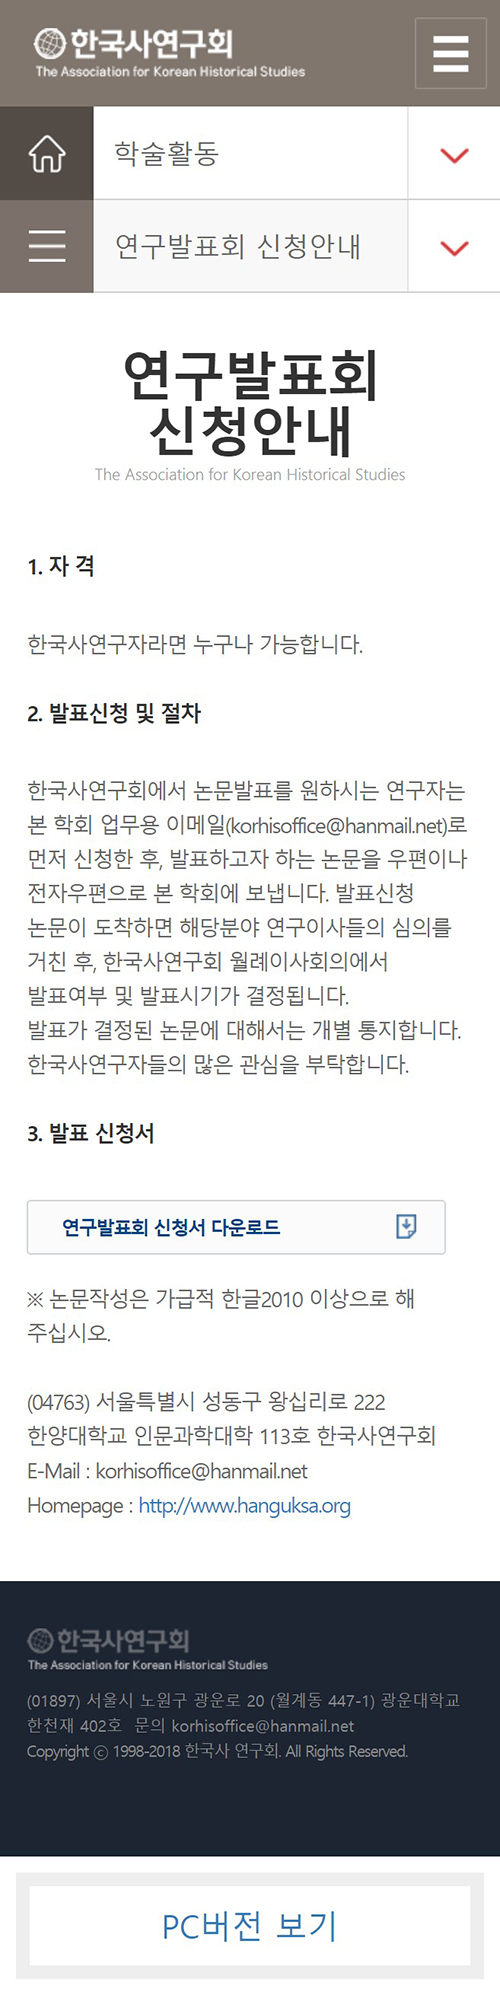 한국사연구회
The Association for Korean Historical Studies
학술활동
연구발표회 신청안내
연구발표회
신청안내
The Association for Korean Historical Studies
1. 자 격
한국사연구자라면 누구나 가능합니다.
2. 발표신청 및 절차
한국사연구회에서 논문발표를 원하시는 연구자는
본 학회 업무용 이메일(korhisoffice@hanmail.net)로
먼저 신청한 후, 발표하고자 하는 논문을 우편이나
전자우편으로 본 학회에 보냅니다. 발표신청
논문이 도착하면 해당분야 연구이사들의 심의를
거친 후, 한국사연구회 월례이사회의에서
발표여부 및 발표시기가 결정됩니다.
발표가 결정된 논문에 대해서는 개별 통지합니다.
한국사연구자들의 많은 관심을 부탁합니다.
3. 발표 신청서
연구발표회 신청서 다운로드
※ 논문작성은 가급적 한글2010 이상으로 해
주십시오.
(04763) 서울특별시 성동구 왕십리로 222
한양대학교 인문과학대학 113호 한국사연구회
E-Mail : korhisoffice@hanmail.net
Homepage : http://www.hanguksa.org
한국사연구회
The Association for Korean Historical Studies
(01897) 서울시 노원구 광운로 20 (월계동 447-1) 광운대학교
한천재 402호 문의 korhisoffice@hanmail.net
Copyright ⓒ 1998-2018 한국사 연구회. All Rights Reserved.
PC버전 보기